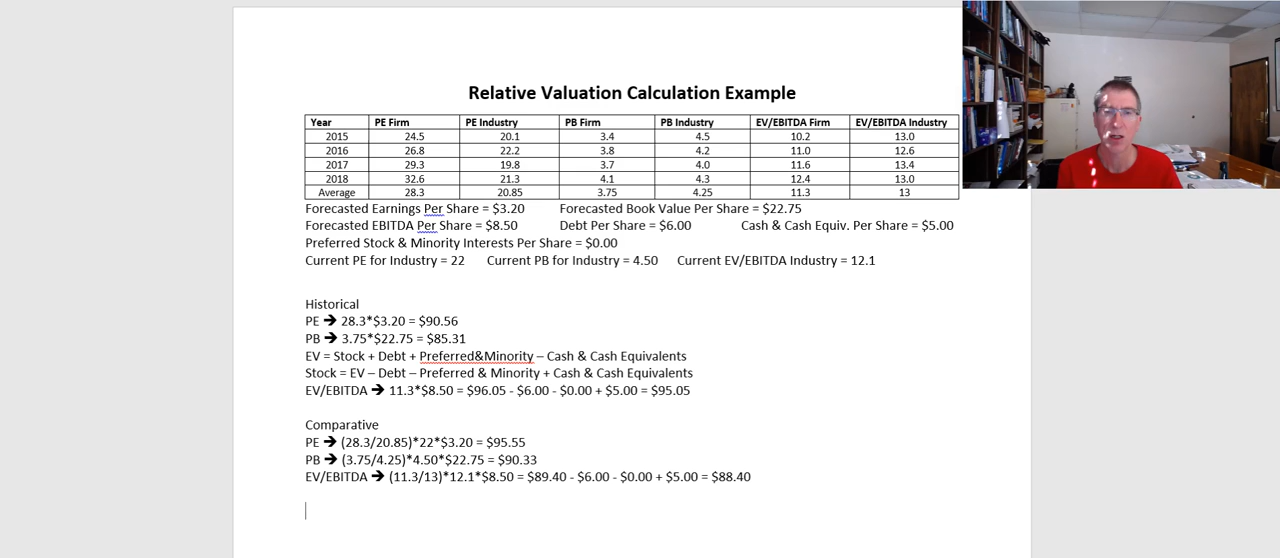 Relative Valuation Calculation Example
Year PE Firm PE Industry PB Firm PB Industry EV/EBITDA Firm EV/EBITDA Industry
2015 24.5 20.1 3.4 4.5 10.2 13.0
2016 26.8 22.2 3.8 4.2 11.0 12.6
2017 29.3 19.8 3.7 4.0 11.6 13.4
2018 32.6 21.3 4.1 4.3 12.4 13.0
Average 28.3 20.85 3.75 4.25 11.3 13
Forecasted Earnings Per Share = $3.20 Forecasted Book Value Per Share = $22.75
Forecasted EBITDA Per Share = $8.50 Debt Per Share = $6.00 Cash & Cash Equiv. Per Share = $5.00
Preferred Stock & Minority Interests Per Share = $0.00
Current PE for Industry = 22 Current PB for Industry = 4.50 Current EV/EBITDA Industry = 12.1
Historical
PE ➔ 28.3*$3.20 = $90.56
PB ➔ 3.75*$22.75 = $85.31
EV = Stock + Debt + Preferred&Minority – Cash & Cash Equivalents
Stock = EV – Debt – Preferred & Minority + Cash & Cash Equivalents
EV/EBITDA ➔ 11.3*$8.50 = $96.05 - $6.00 - $0.00 + $5.00 = $95.05
Comparative
PE ➔ (28.3/20.85)*22*$3.20 = $95.55
PB ➔ (3.75/4.25)*4.50*$22.75 = $90.33
EV/EBITDA ➔ (11.3/13)*12.1*$8.50 = $89.40 - $6.00 - $0.00 + $5.00 = $88.40